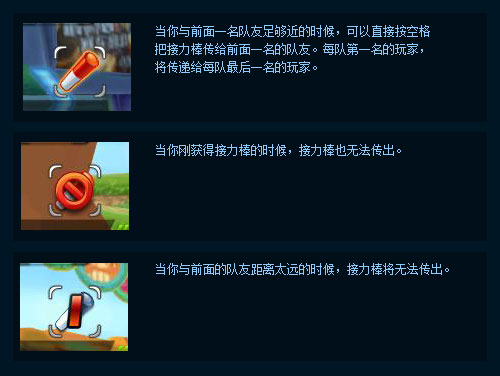 当你与前面一名队友足够近的时候，可以直接按空格
把接力棒传给前面一名的队友。每队第一名的玩家，
将传递给每队最后一名的玩家。
当你刚获得接力棒的时候，接力棒也无法传出。
当你与前面的队友距离太远的时候，接力棒将无法传出。